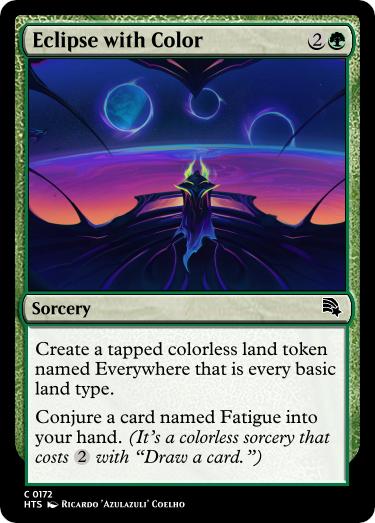 Eclipse with Color 2
Sorcery
Create a tapped colorless land token
named Everywhere that is every basic
land type.
Conjure a card named Fatigue into
your hand. (It's a colorless sorcery that
costs 2 with “Draw a card.”)
C 0172
HTS Ricardo 'Azulazuli' Coelho